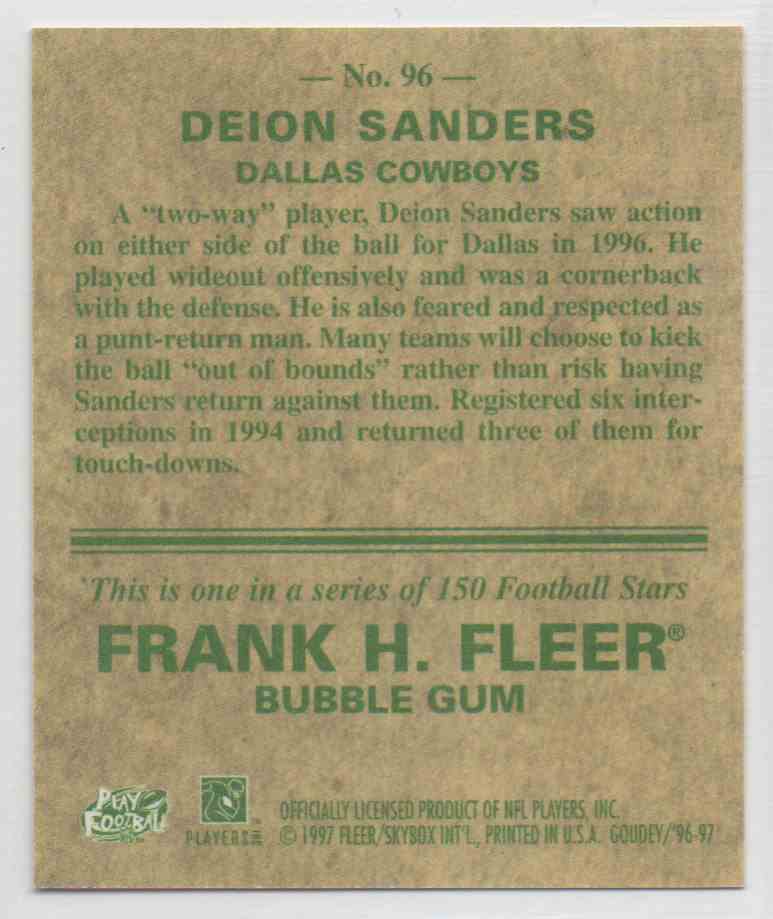 — No. 96 —
DEION SANDERS
DALLAS COWBOYS
A “two-way” player, Deion Sanders saw action
on either side of the ball for Dallas in 1996. He
played wideout offensively and was a cornerback
with the defense. He is also feared and respected as
a punt-return man. Many teams will choose to kick
the ball “out of bounds” rather than risk having
Sanders return against them. Registered six inter-
ceptions in 1994 and returned three of them for
touch-downs.
This is one in a series of 150 Football Stars
FRANK H. FLEER®
BUBBLE GUM
PLAY
FOOTBALL
PLAYERS
OFFICIALLY LICENSED PRODUCT OF NFL PLAYERS, INC.
© 1997 FLEER/SKYBOX INT'L., PRINTED IN U.S.A. GOUDEY/'96-97